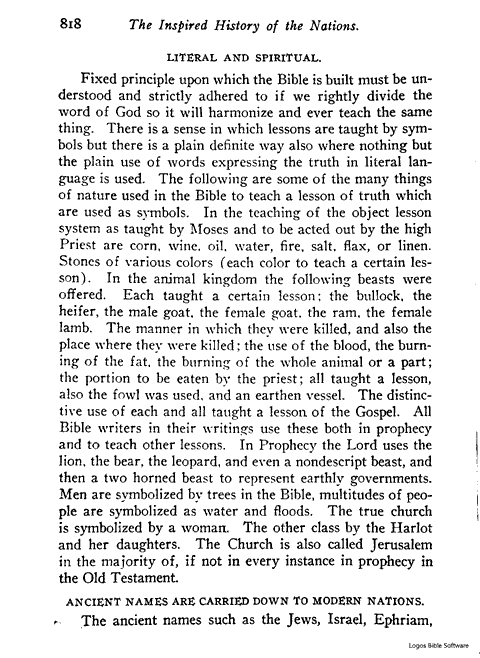 818 The Inspired History of the Nations.
LITERAL AND SPIRITUAL.
Fixed principle upon which the Bible is built must be un-
derstood and strictly adhered to if we rightly divide the
word of God so it will harmonize and ever teach the same
thing. There is a sense in which lessons are taught by sym-
bols but there is a plain definite way also where nothing but
the plain use of words expressing the truth in literal lan-
guage is used. The following are some of the many things
of nature used in the Bible to teach a lesson of truth which
are used as symbols. In the teaching of the object lesson
system as taught by Moses and to be acted out by the high
Priest are corn, wine, oil, water, fire, salt, flax, or linen.
Stones of various colors (each color to teach a certain les-
son). In the animal kingdom the following beasts were
offered. Each taught a certain lesson; the bullock, the
heifer, the male goat, the female goat, the ram, the female
lamb. The manner in which they were killed, and also the
place where they were killed; the use of the blood, the burn-
ing of the fat, the burning of the whole animal or a part;
the portion to be eaten by the priest; all taught a lesson,
also the fowl was used, and an earthen vessel. The distinc-
tive use of each and all taught a lesson of the Gospel. All
Bible writers in their writings use these both in prophecy
and to teach other lessons. In Prophecy the Lord uses the
lion, the bear, the leopard, and even a nondescript beast, and
then a two horned beast to represent earthly governments.
Men are symbolized by trees in the Bible, multitudes of peo-
ple are symbolized as water and floods. The true church
is symbolized by a woman. The other class by the Harlot
and her daughters. The Church is also called Jerusalem
in the majority of, if not in every instance in prophecy in
the Old Testament.
ANCIENT NAMES ARE CARRIED DOWN TO MODERN NATIONS.
The ancient names such as the Jews, Israel, Ephriam,
Logos Bible Software